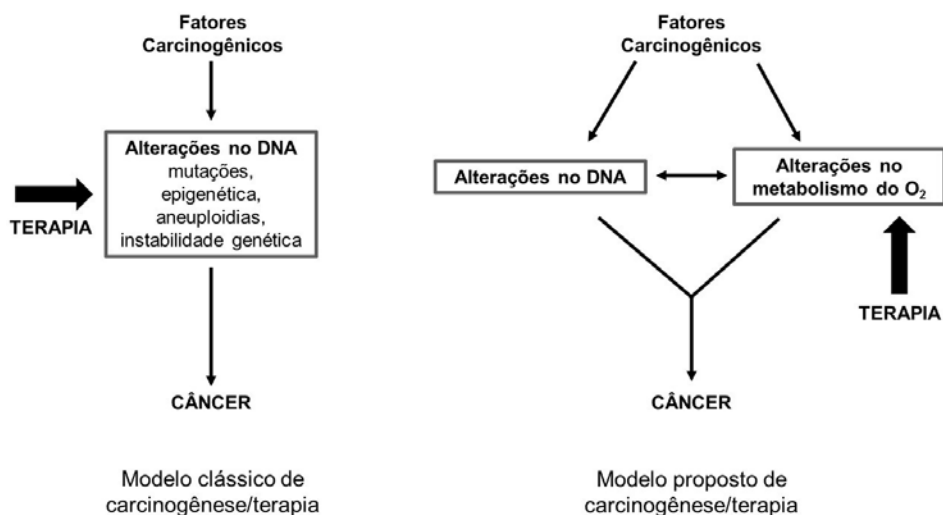 Fatores
Carcinogênicos
Alterações no DNA
mutações,
epigenética,
aneuploidias,
instabilidade genética
TERAPIA
CÂNCER
Modelo clássico de
carcinogênese/terapia
Fatores
Carcinogênicos
Alterações no DNA
Alterações no
metabolismo do O₂
TERAPIA
CÂNCER
Modelo proposto de
carcinogênese/terapia